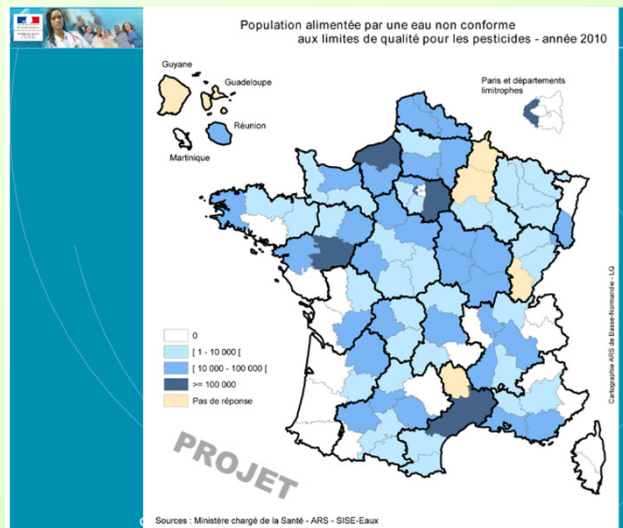 Population alimentée par une eau non conforme
aux limites de qualité pour les pesticides - année 2010
Guyane
Guadeloupe
Paris et départements
limitrophes
Réunion
Martinique
0
[ 1 - 10 000 [
[ 10 000 - 100 000 [
>= 100 000
Pas de réponse
PROJET
Cartographie ARS de Basse-Normandie - LQ
Sources : Ministère chargé de la Santé - ARS - SISE-Eaux